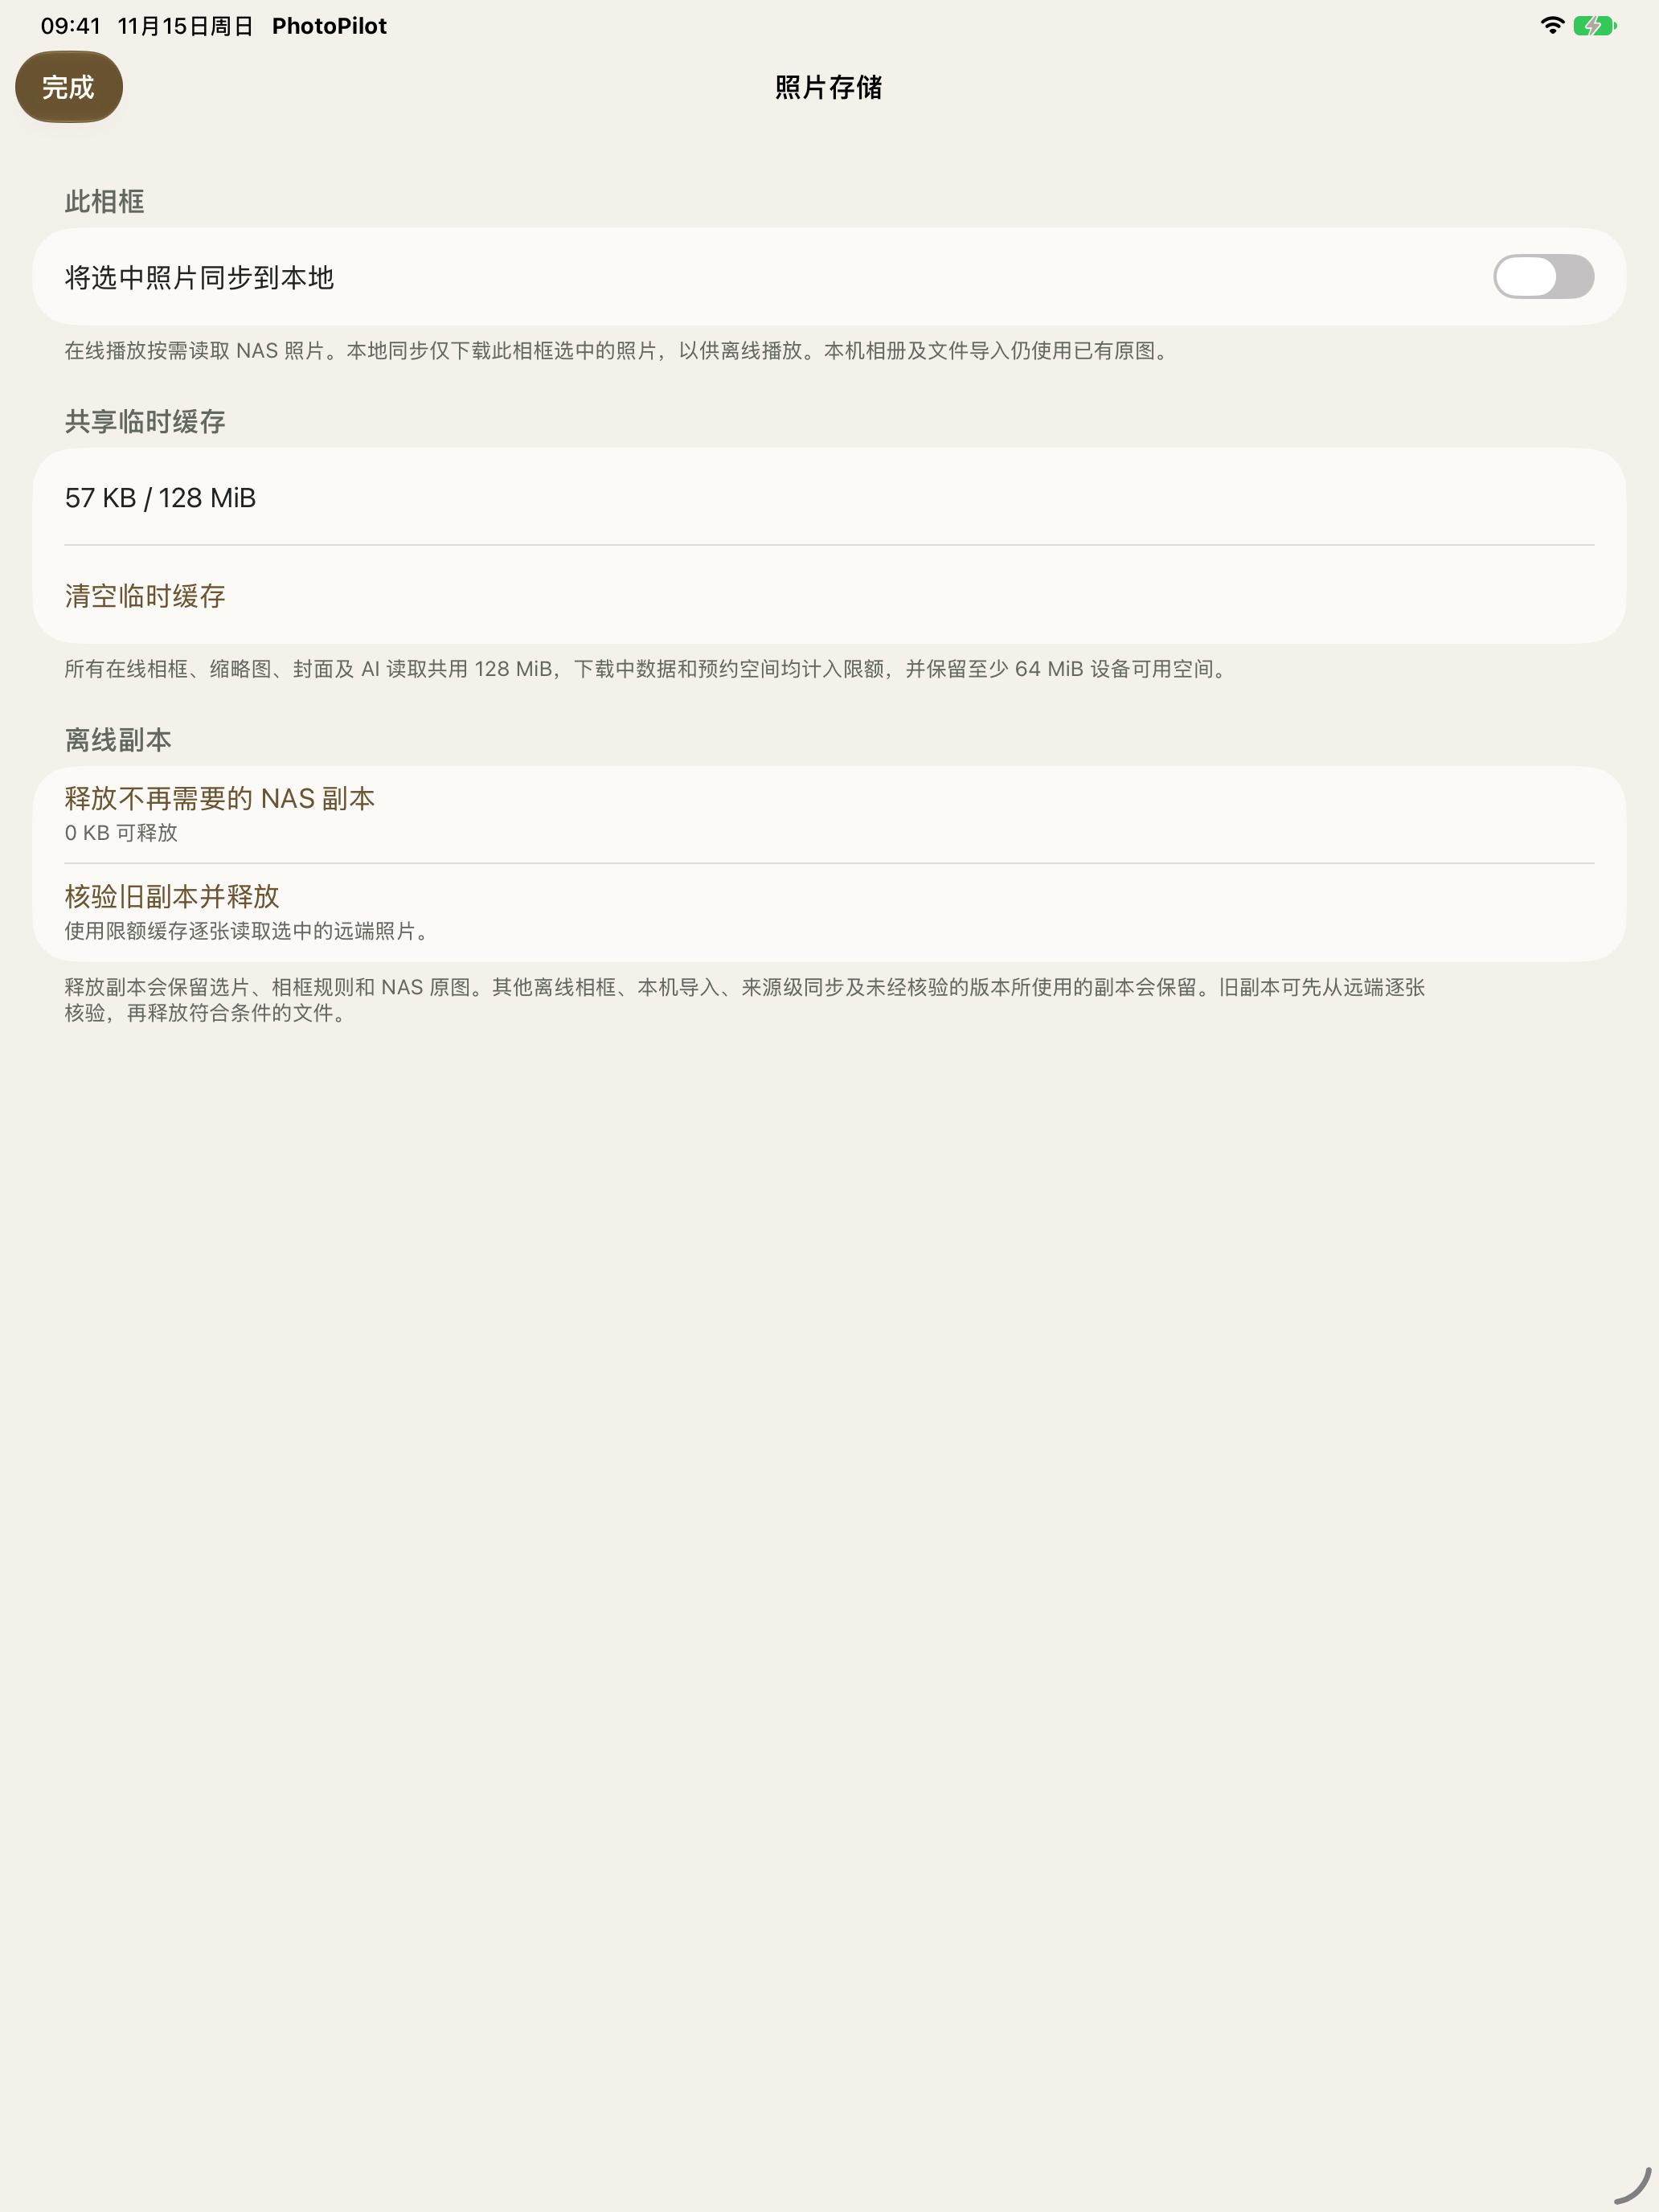 09:41 11月15日周日 PhotoPilot
完成
照片存储
此相框
将选中照片同步到本地
在线播放按需读取 NAS 照片。本地同步仅下载此相框选中的照片，以供离线播放。本机相册及文件导入仍使用已有原图。
共享临时缓存
57 KB / 128 MiB
清空临时缓存
所有在线相框、缩略图、封面及 AI 读取共用 128 MiB，下载中数据和预约空间均计入限额，并保留至少 64 MiB 设备可用空间。
离线副本
释放不再需要的 NAS 副本
0 KB 可释放
核验旧副本并释放
使用限额缓存逐张读取选中的远端照片。
释放副本会保留选片、相框规则和 NAS 原图。其他离线相框、本机导入、来源级同步及未经核验的版本所使用的副本会保留。旧副本可先从远端逐张
核验，再释放符合条件的文件。